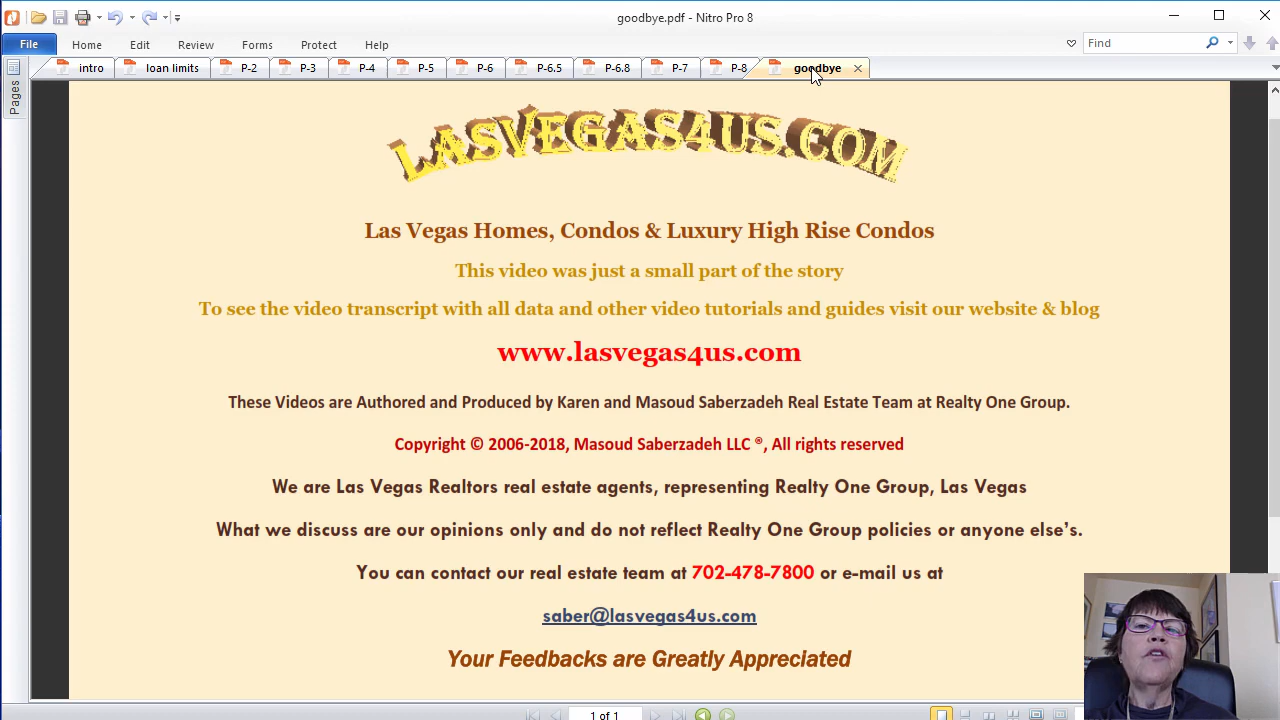 goodbye.pdf - Nitro Pro 8
File Home Edit Review Forms Protect Help Find
intro loan limits P-2 P-3 P-4 P-5 P-6 P-6.5 P-6.8 P-7 P-8 goodbye
Pages
LASVEGAS4US.COM
Las Vegas Homes, Condos & Luxury High Rise Condos
This video was just a small part of the story
To see the video transcript with all data and other video tutorials and guides visit our website & blog
www.lasvegas4us.com
These Videos are Authored and Produced by Karen and Masoud Saberzadeh Real Estate Team at Realty One Group.
Copyright © 2006-2018, Masoud Saberzadeh LLC ®, All rights reserved
We are Las Vegas Realtors real estate agents, representing Realty One Group, Las Vegas
What we discuss are our opinions only and do not reflect Realty One Group policies or anyone else’s.
You can contact our real estate team at 702-478-7800 or e-mail us at
saber@lasvegas4us.com
Your Feedbacks are Greatly Appreciated
1 of 1